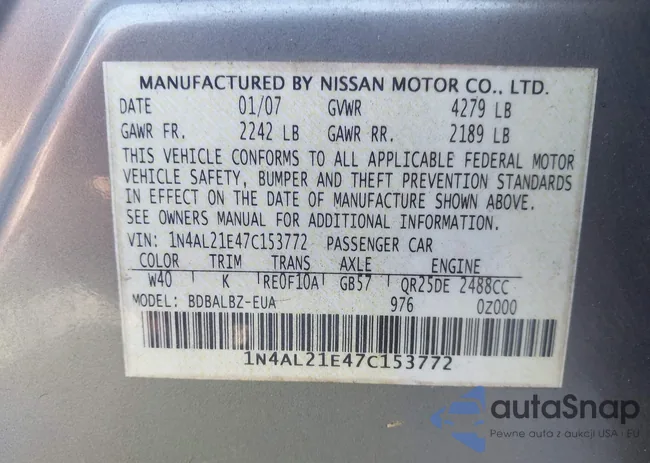 MANUFACTURED BY NISSAN MOTOR CO., LTD.
DATE 01/07 GVWR 4279 LB
GAWR FR. 2242 LB GAWR RR. 2189 LB
THIS VEHICLE CONFORMS TO ALL APPLICABLE FEDERAL MOTOR
VEHICLE SAFETY, BUMPER AND THEFT PREVENTION STANDARDS
IN EFFECT ON THE DATE OF MANUFACTURE SHOWN ABOVE.
SEE OWNERS MANUAL FOR ADDITIONAL INFORMATION.
VIN: 1N4AL21E47C153772 PASSENGER CAR
COLOR TRIM TRANS AXLE ENGINE
W40 K RE0F10A GB57 QR25DE 2488CC
MODEL: BDBALBZ-EUA 976 0Z000
1N4AL21E47C153772
autaSnap
Pewne auta z aukcji USA i EU